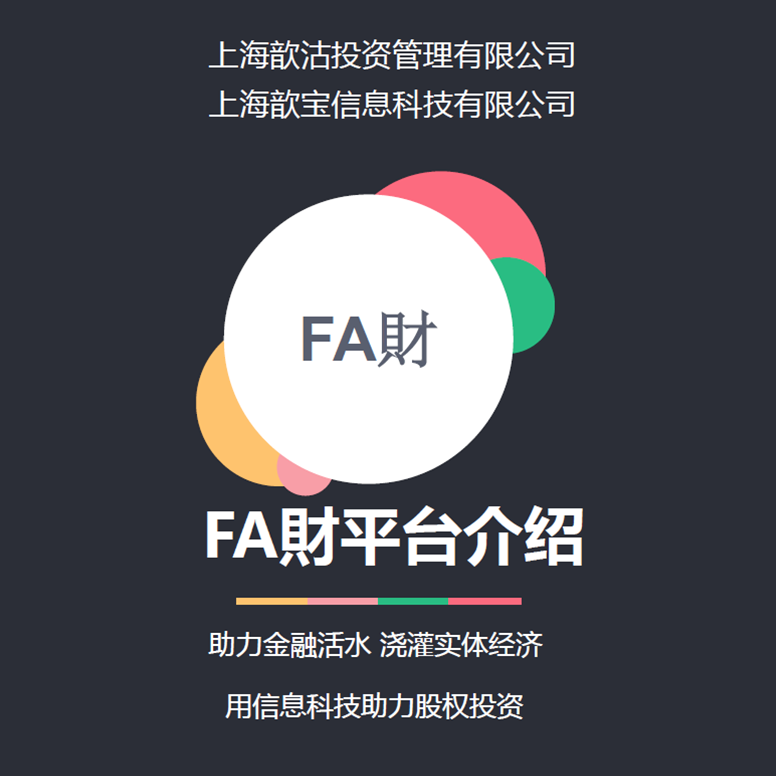 上海歆沽投资管理有限公司
上海歆宝信息科技有限公司
FA財
FA財平台介绍
助力金融活水 浇灌实体经济
用信息科技助力股权投资